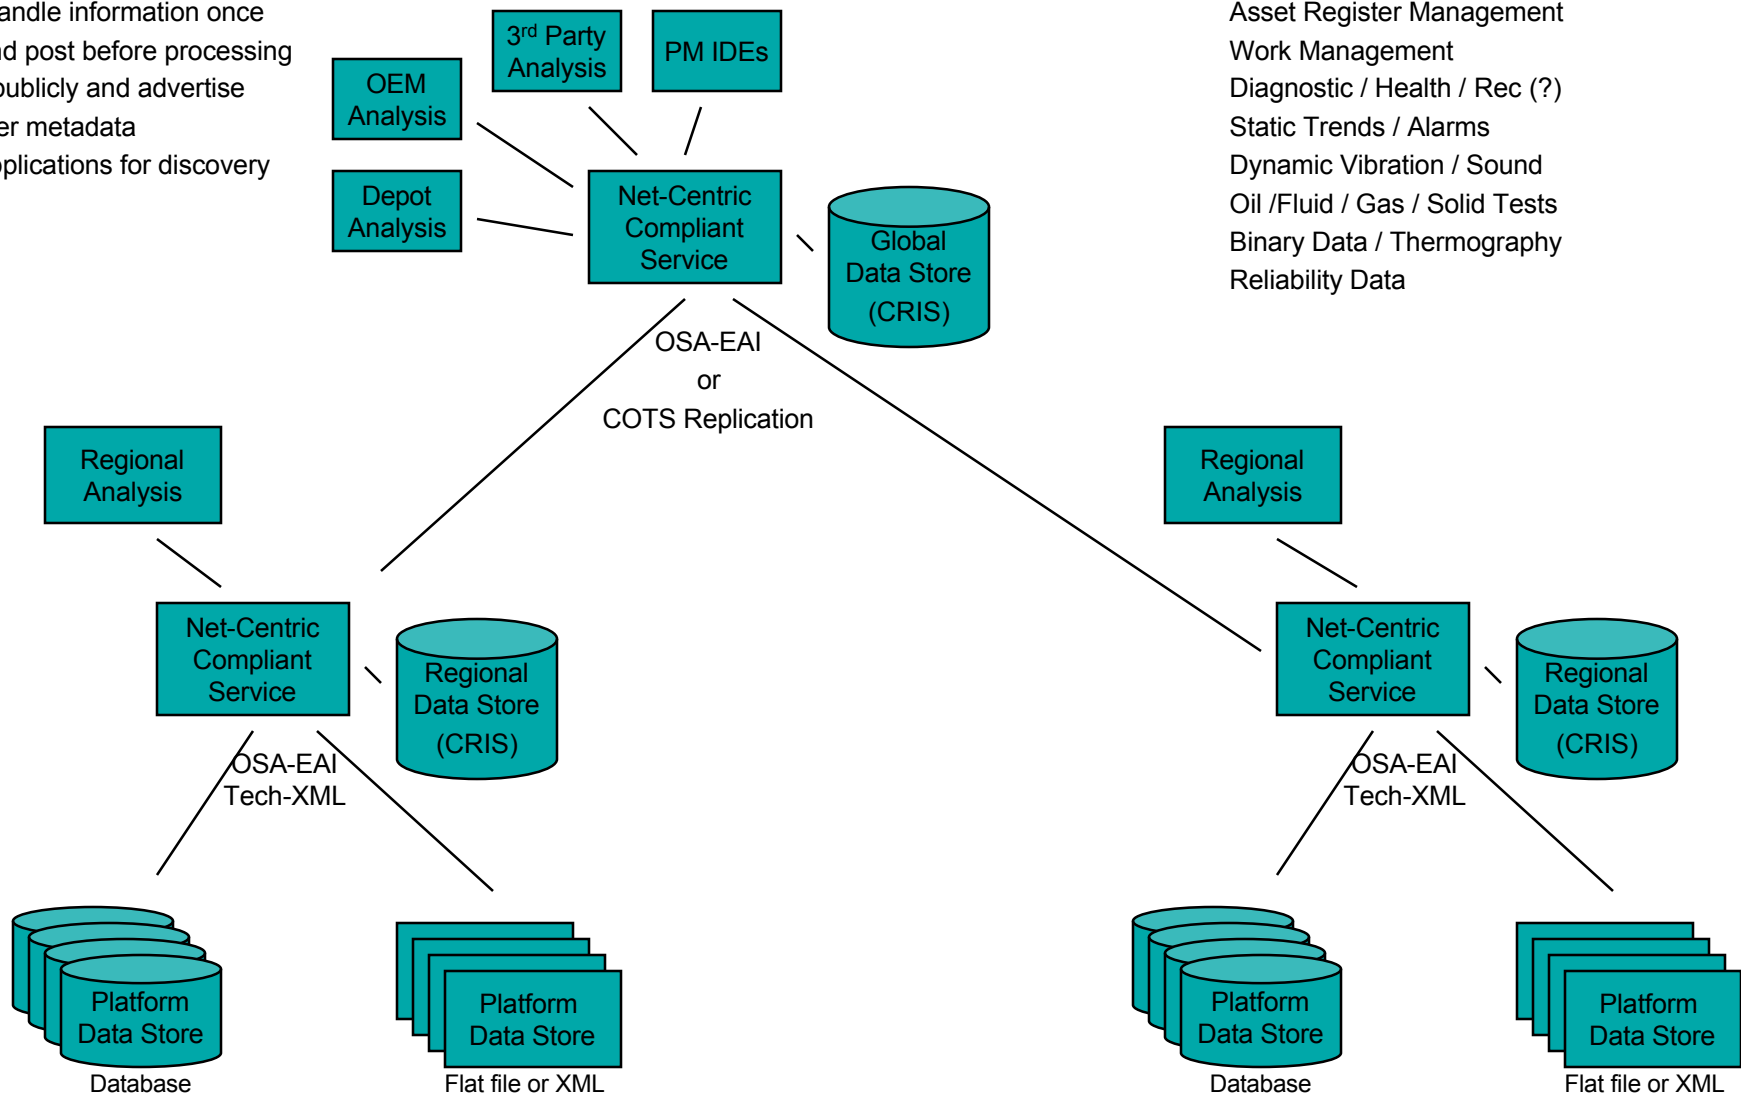 andle information once
nd post before processing
publicly and advertise
er metadata
pplications for discovery
3rd Party
Analysis
PM IDEs
OEM
Analysis
Depot
Analysis
Net-Centric
Compliant
Service
Global
Data Store
(CRIS)
Asset Register Management
Work Management
Diagnostic / Health / Rec (?)
Static Trends / Alarms
Dynamic Vibration / Sound
Oil /Fluid / Gas / Solid Tests
Binary Data / Thermography
Reliability Data
OSA-EAI
or
COTS Replication
Regional
Analysis
Net-Centric
Compliant
Service
Regional
Data Store
(CRIS)
OSA-EAI
Tech-XML
Platform
Data Store
Database
Platform
Data Store
Flat file or XML
Regional
Analysis
Net-Centric
Compliant
Service
Regional
Data Store
(CRIS)
OSA-EAI
Tech-XML
Platform
Data Store
Database
Platform
Data Store
Flat file or XML